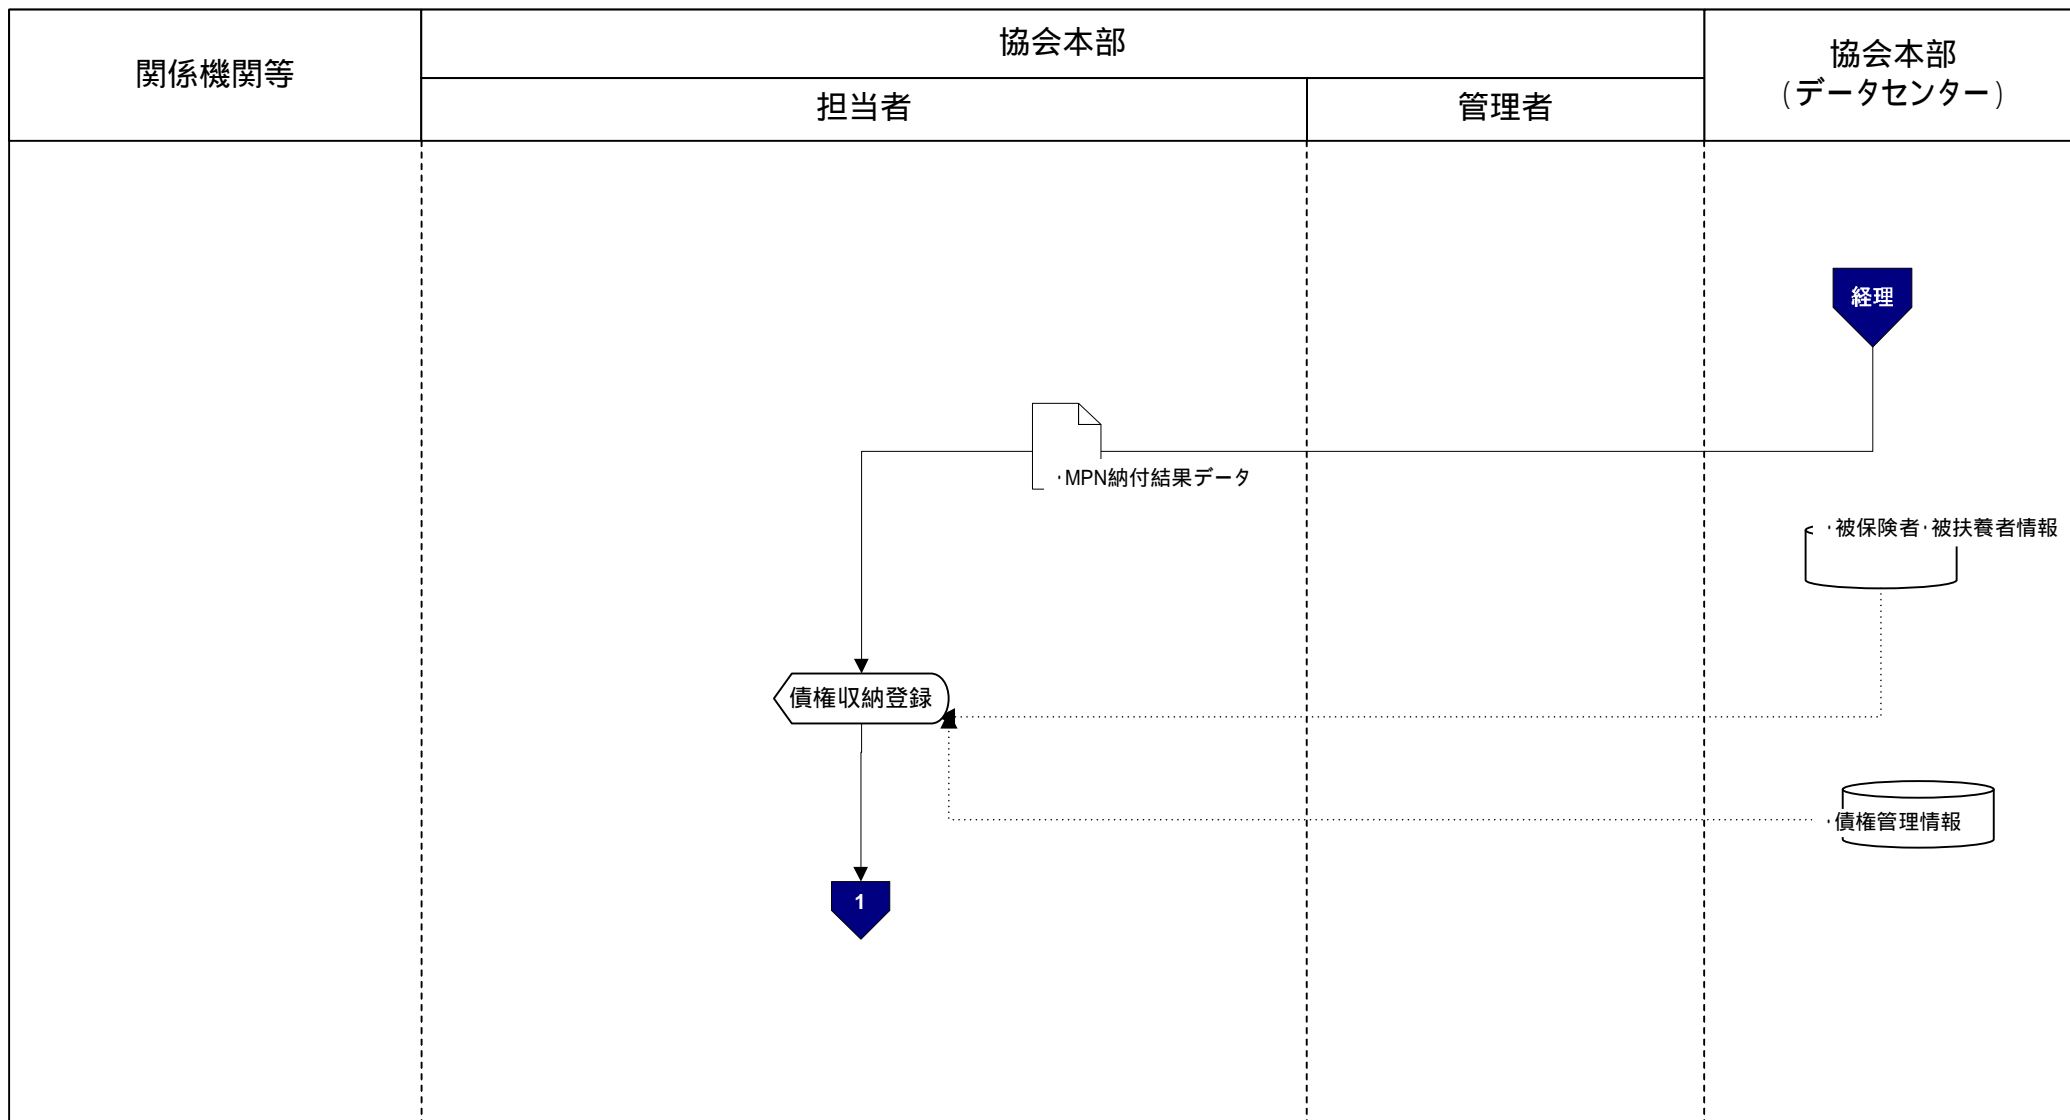 関係機関等
協会本部
担当者
管理者
協会本部
(データセンター)
経理
・MPN納付結果データ
・被保険者・被扶養者情報
債権収納登録
・債権管理情報
1